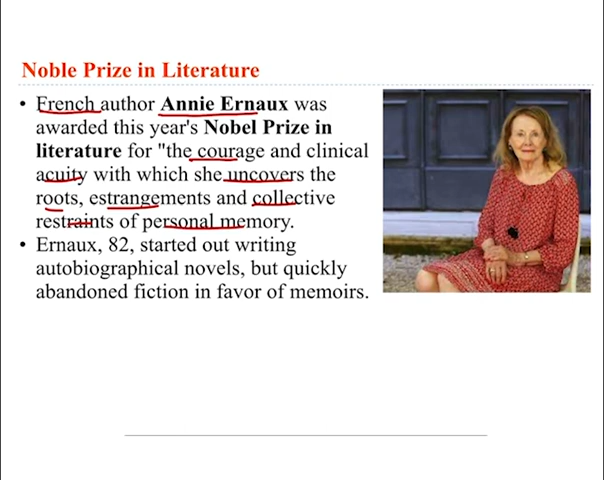 Noble Prize in Literature
• French author Annie Ernaux was
awarded this year's Nobel Prize in
literature for "the courage and clinical
acuity with which she uncovers the
roots, estrangements and collective
restraints of personal memory.
• Ernaux, 82, started out writing
autobiographical novels, but quickly
abandoned fiction in favor of memoirs.